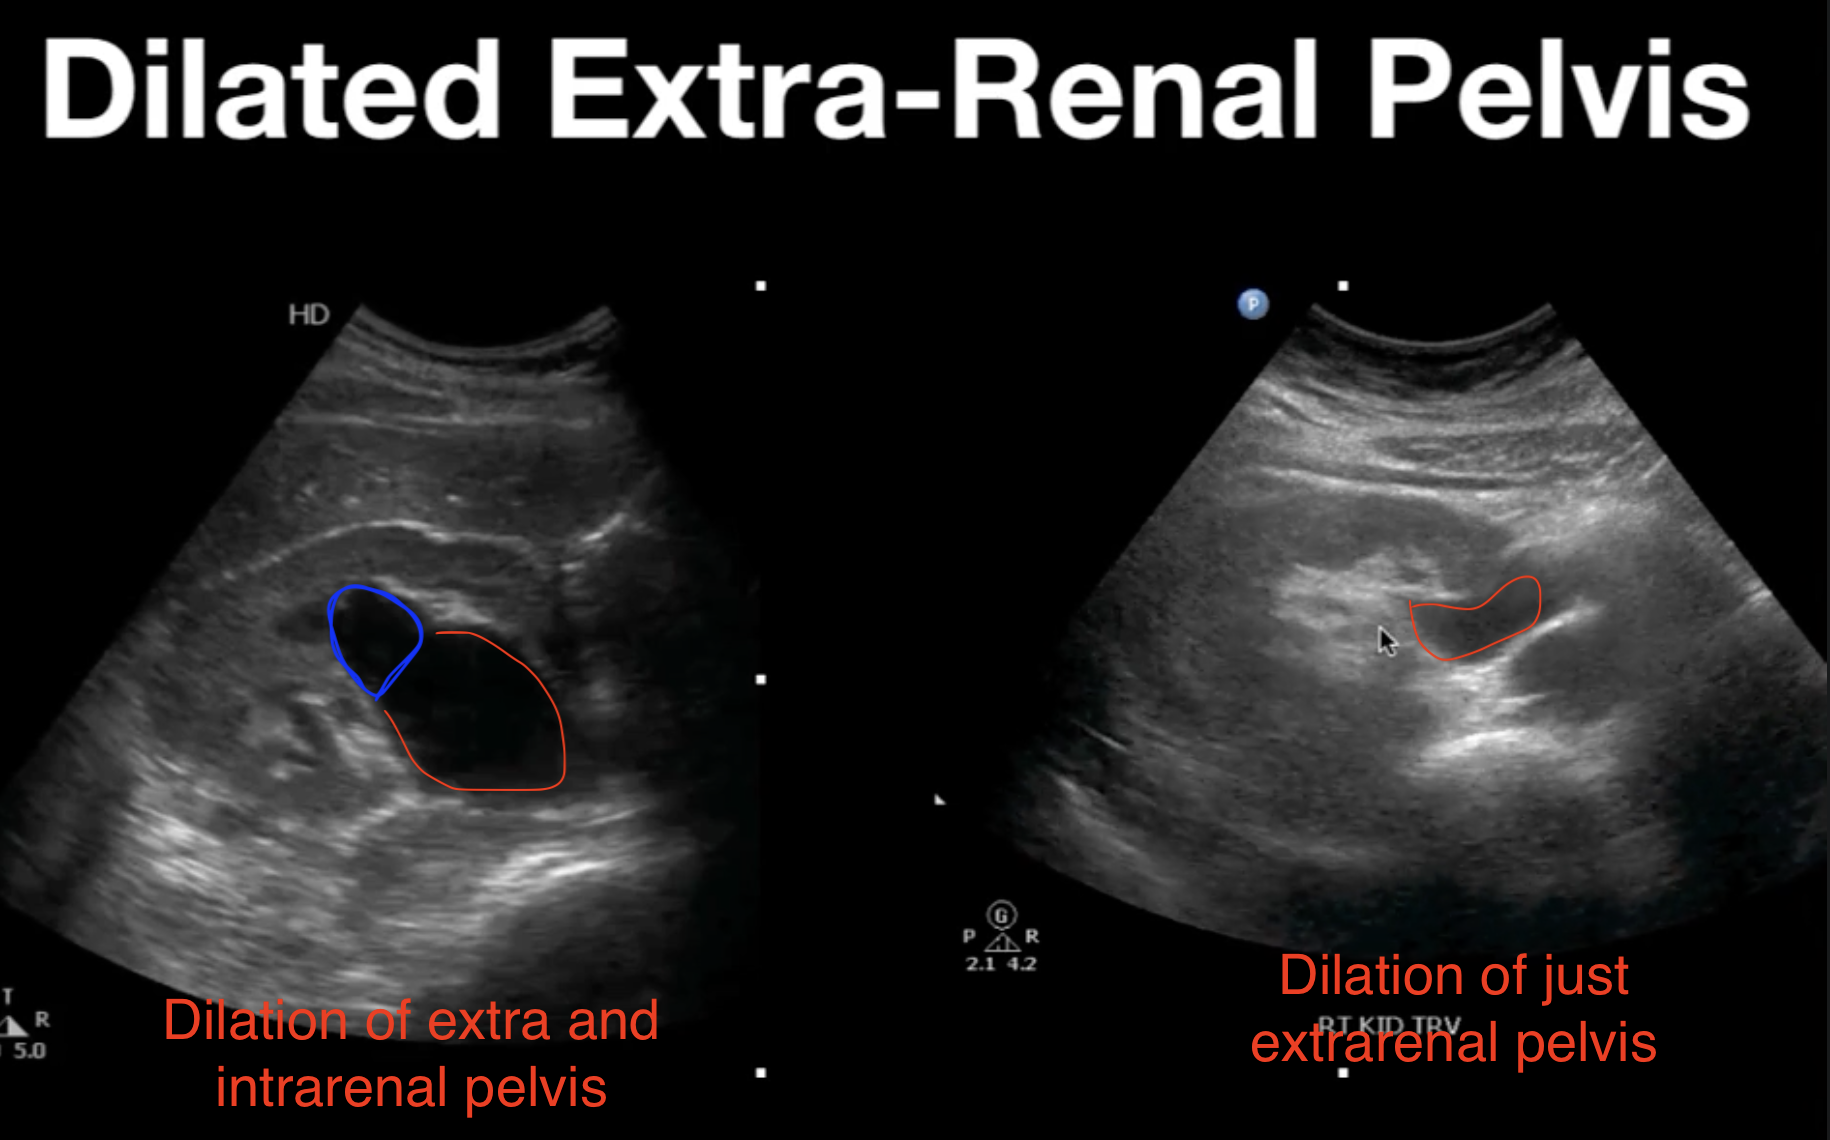 Dilated Extra-Renal Pelvis
HD
P
T
R
5.0
G
P R
2.1 4.2
Dilation of extra and
intrarenal pelvis
Dilation of just
RT KID TRV
extrarenal pelvis